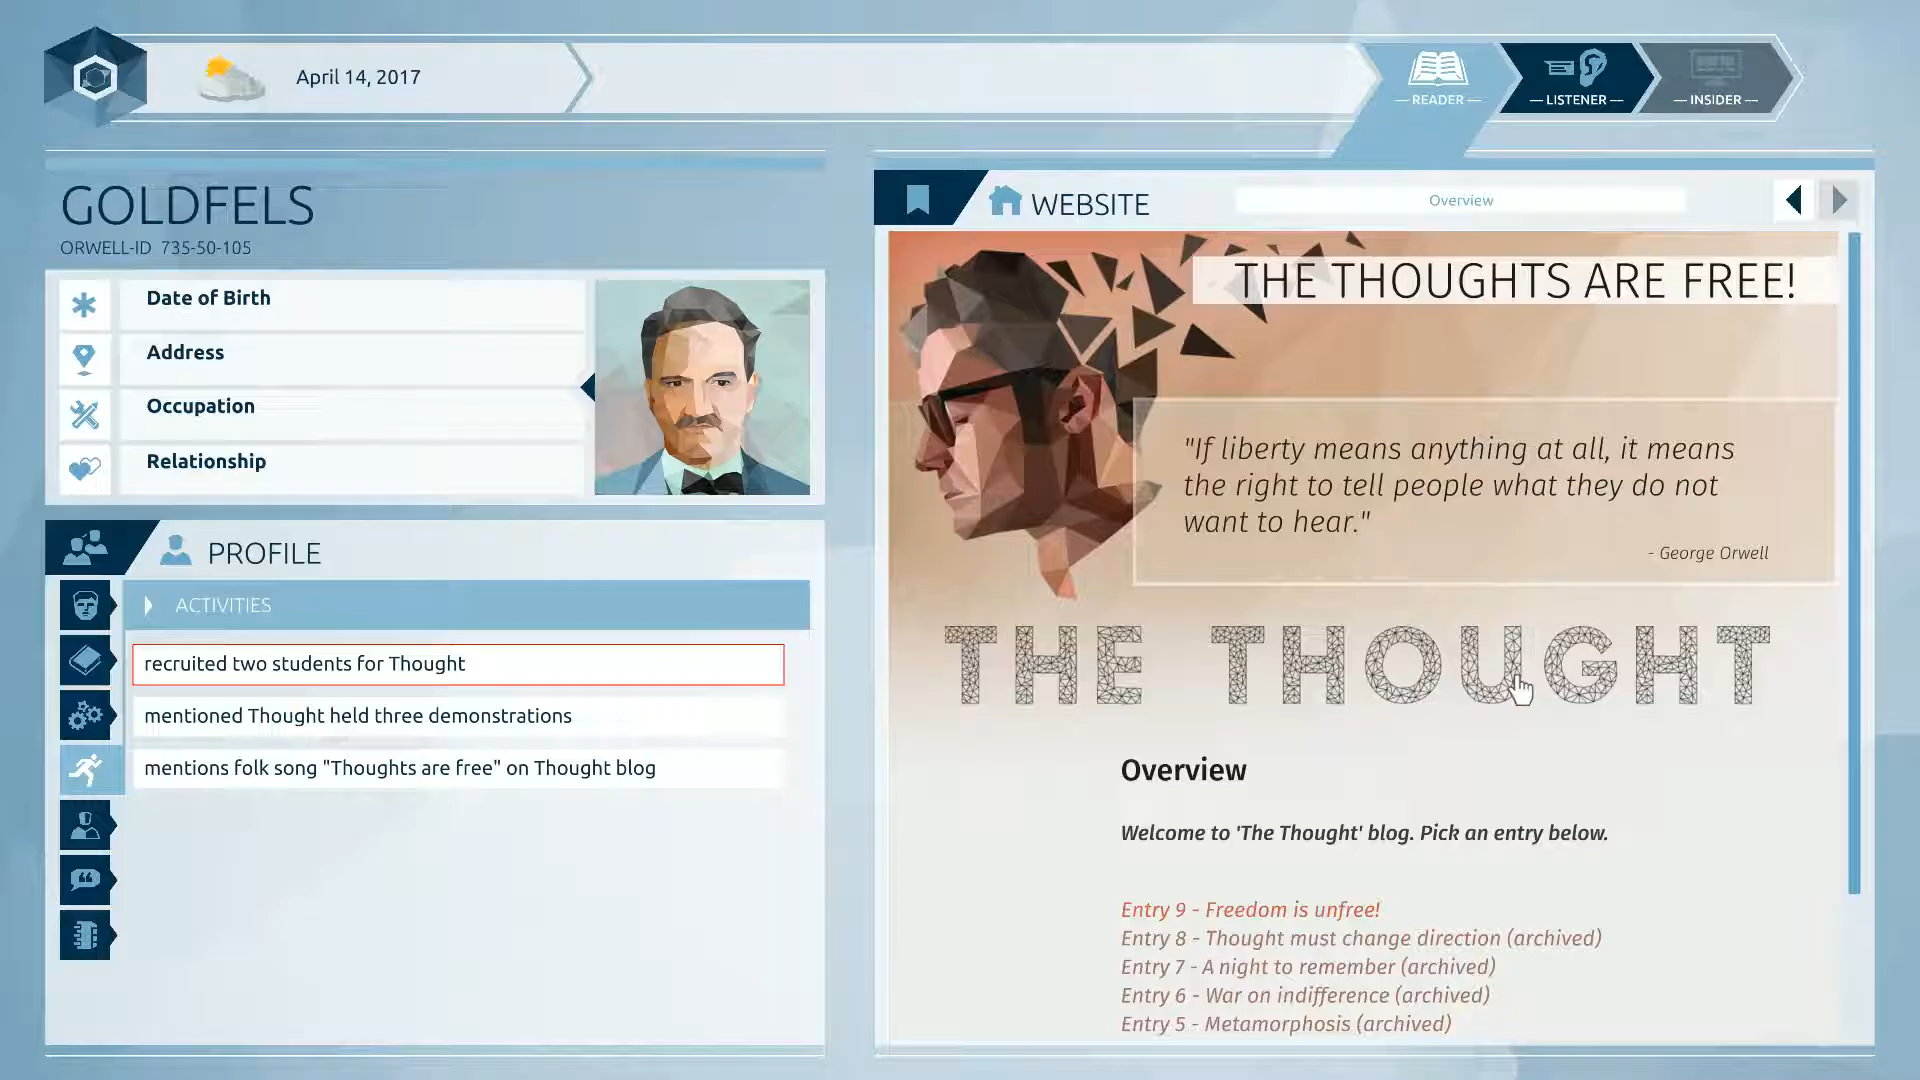 April 14, 2017
READER
LISTENER
INSIDER
GOLDFELS
ORWELL-ID 735-50-105
Date of Birth
Address
Occupation
Relationship
PROFILE
ACTIVITIES
recruited two students for Thought
mentioned Thought held three demonstrations
mentions folk song "Thoughts are free" on Thought blog
WEBSITE
Overview
THE THOUGHTS ARE FREE!
"If liberty means anything at all, it means
the right to tell people what they do not
want to hear."
- George Orwell
THE THOUGHT
Overview
Welcome to 'The Thought' blog. Pick an entry below.
Entry 9 - Freedom is unfree!
Entry 8 - Thought must change direction (archived)
Entry 7 - A night to remember (archived)
Entry 6 - War on indifference (archived)
Entry 5 - Metamorphosis (archived)